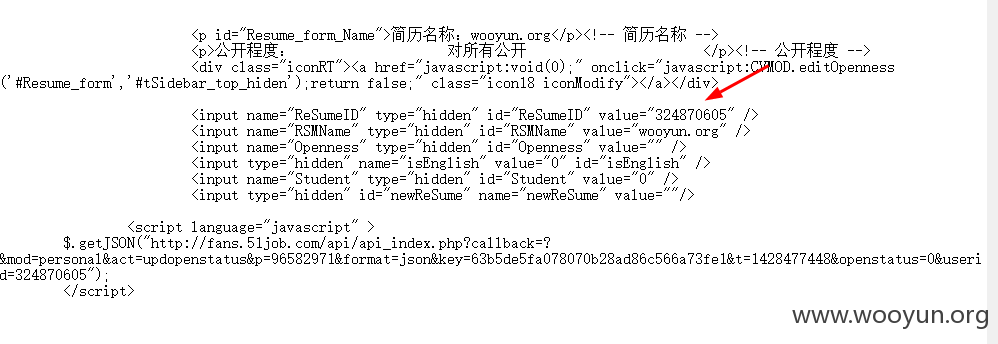 <p id="Resume_form_Name">简历名称：wooyun.org</p><!-- 简历名称 -->
<p>公开程度： 对所有公开 </p><!-- 公开程度 -->
<div class="iconRT"><a href="javascript:void(0);" onclick="javascript:CVMOD.editOpenness
('#Resume_form','#tSidebar_top_hiden');return false;" class="icon18 iconModify"></a></div>
<input name="ReSumeID" type="hidden" id="ReSumeID" value="324870605" />
<input name="RSMName" type="hidden" id="RSMName" value="wooyun.org" />
<input name="Openness" type="hidden" id="Openness" value="" />
<input type="hidden" name="isEnglish" value="0" id="isEnglish" />
<input name="Student" type="hidden" id="Student" value="0" />
<input type="hidden" id="newReSume" name="newReSume" value=""/>
<script language="javascript" >
$.getJSON("http://fans.51job.com/api/api_index.php?callback=?
&mod=personal&act=updopenstatus&p=96582971&format=json&key=63b5de5fa078070b28ad86c566a73fe1&t=1428477448&openstatus=0&useri
d=324870605");
</script>
www.wooyun.org